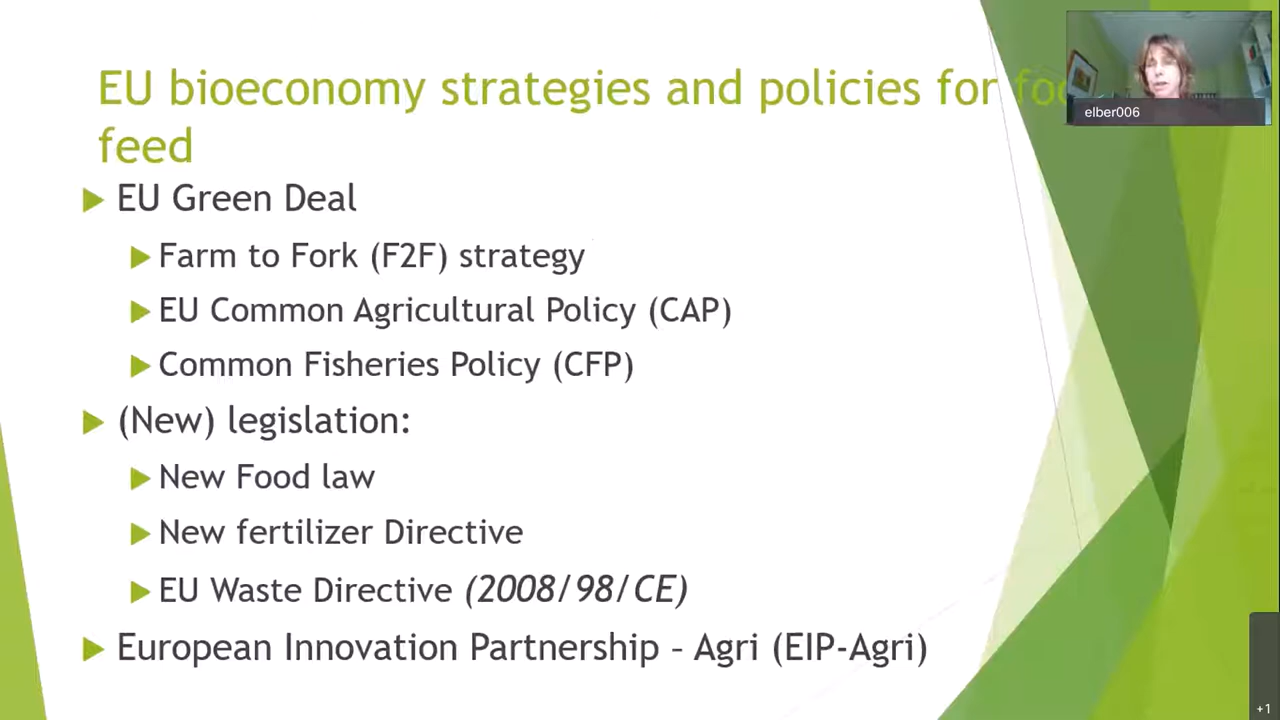 EU bioeconomy strategies and policies for
feed
EU Green Deal
Farm to Fork (F2F) strategy
EU Common Agricultural Policy (CAP)
Common Fisheries Policy (CFP)
(New) legislation:
New Food law
New fertilizer Directive
EU Waste Directive (2008/98/CE)
European Innovation Partnership – Agri (EIP-Agri)
elber006
+1